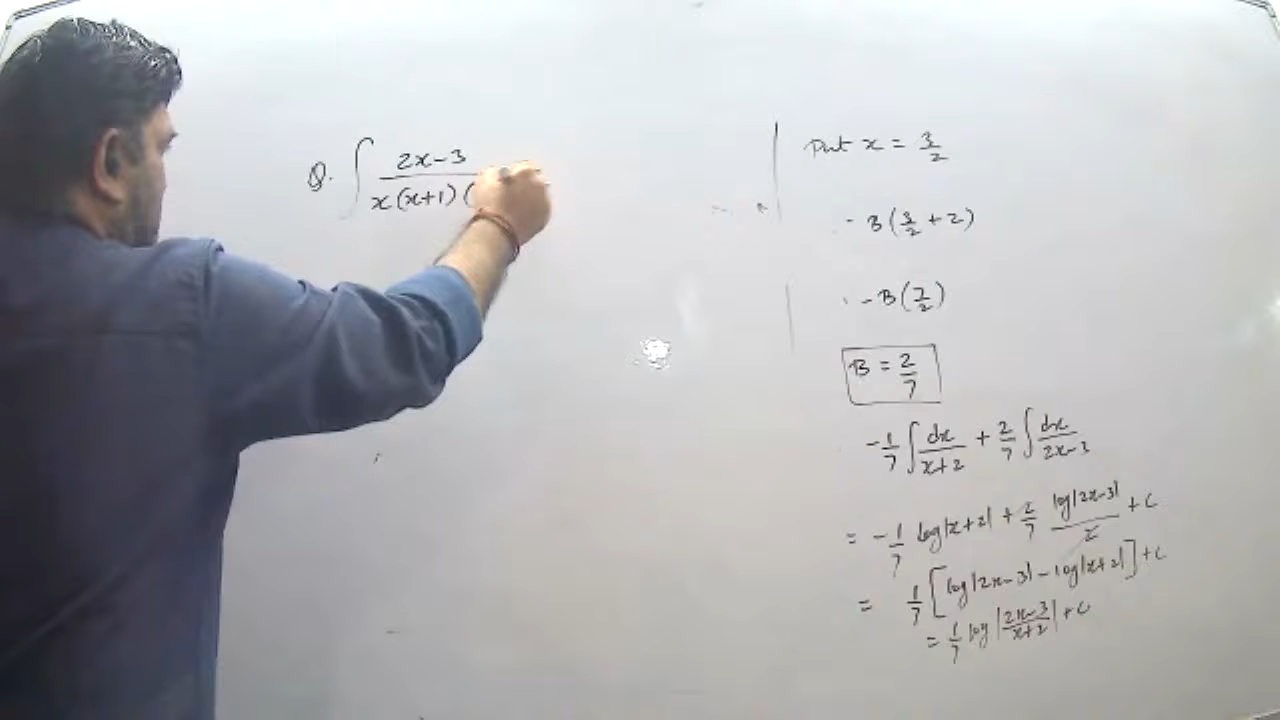 Q. ∫ 2x-3 / x(x+1)(
Put x = 3/2
B(3/2 + 2)
- B(7/2)
B = 2/7
-1/7 ∫ dx/x+2 + 2/7 ∫ dx/2x-3
= -1/7 log|x+2| + 2/7 log|2x-3|/2 + C
= 1/7 [log|2x-3| - log|x+2|] + C
= 1/7 log|2x-3/x+2| + C